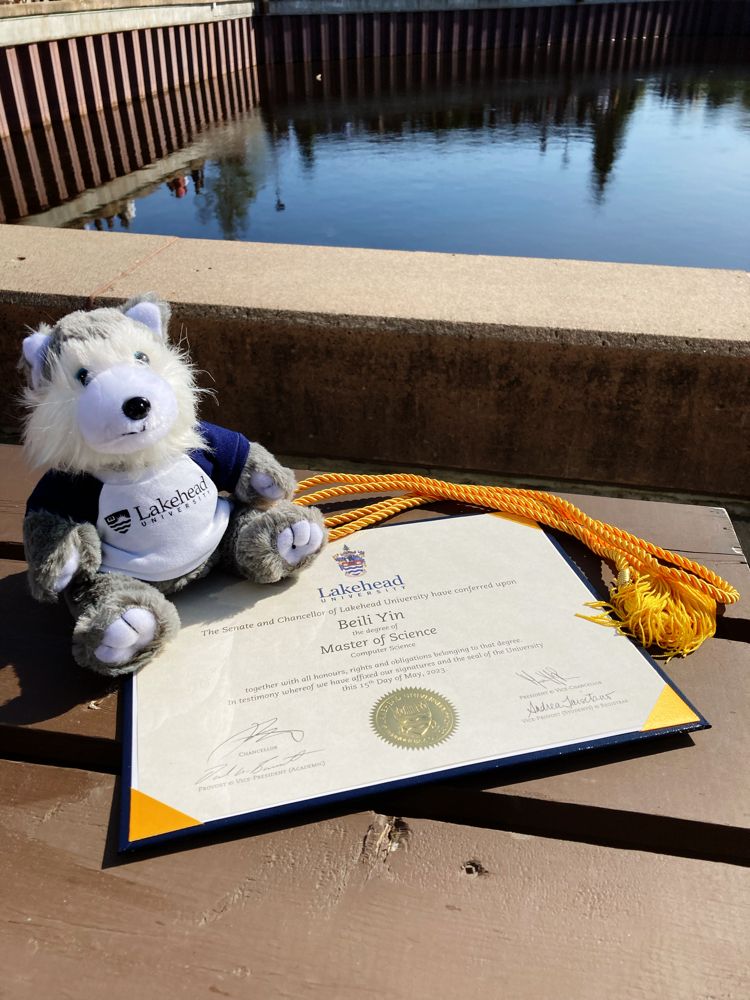 Lakehead
UNIVERSITY
Lakehead
UNIVERSITY
The Senate and Chancellor of Lakehead University have conferred upon
Beili Yin
the degree of
Master of Science
Computer Science
together with all honours, rights and obligations belonging to that degree.
In testimony whereof we have affixed our signatures and the seal of the University
this 15th Day of May, 2023
Chancellor
Provost & Vice-President (Academic)
President & Vice-Chancellor
Vice-Provost (Students) & Registrar